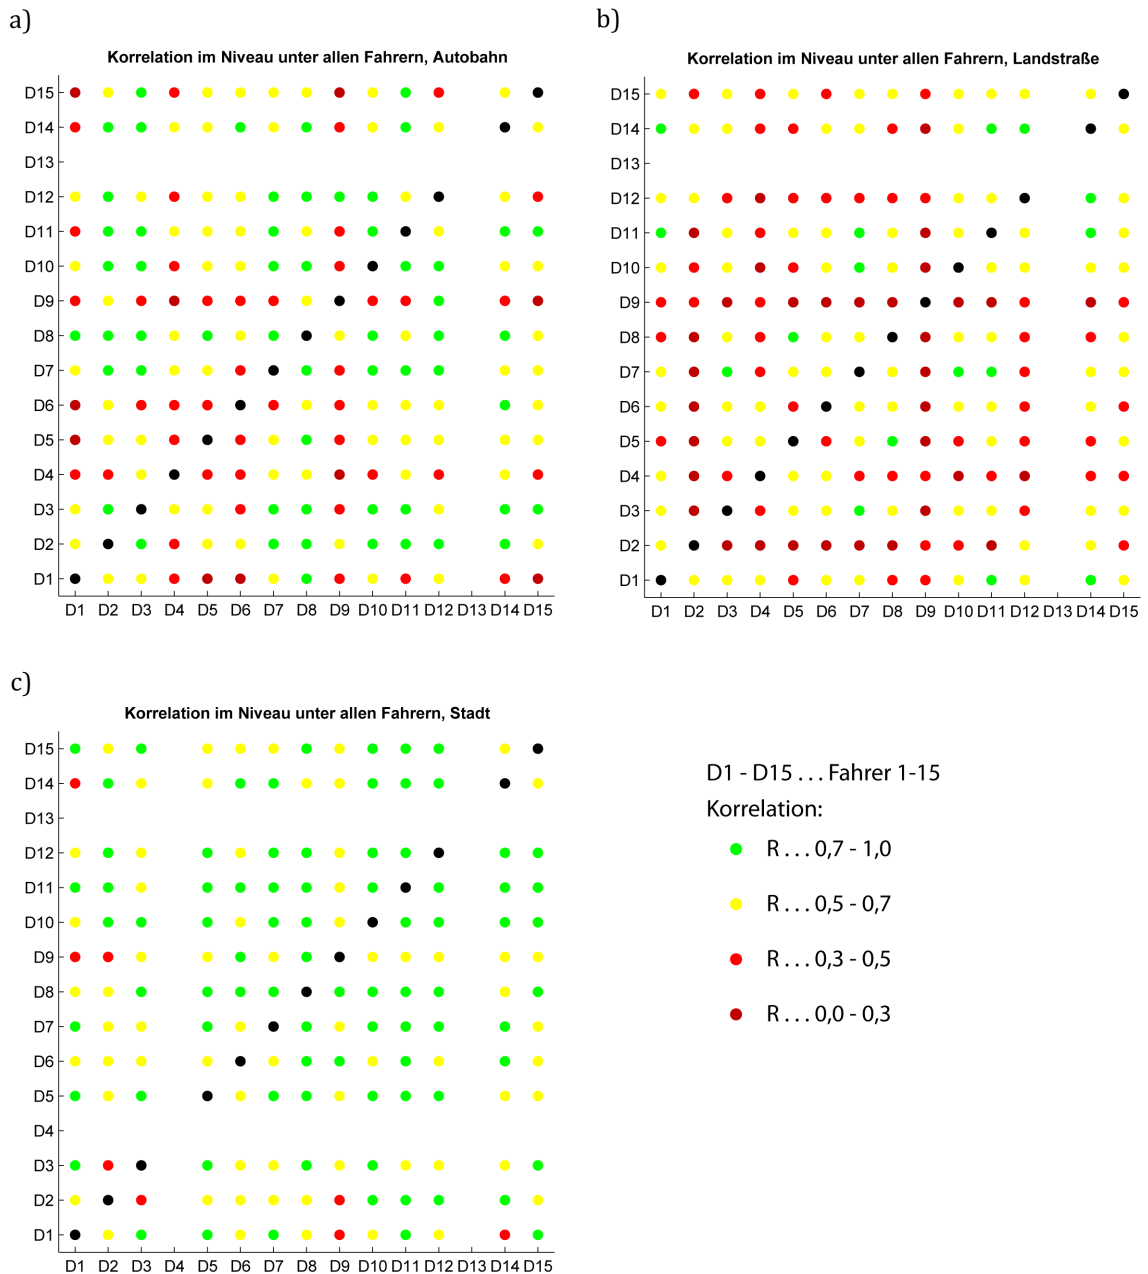 a)
Korrelation im Niveau unter allen Fahrern, Autobahn
D15
D14
D13
D12
D11
D10
D9
D8
D7
D6
D5
D4
D3
D2
D1
D1 D2 D3 D4 D5 D6 D7 D8 D9 D10 D11 D12 D13 D14 D15
b)
Korrelation im Niveau unter allen Fahrern, Landstraße
D15
D14
D13
D12
D11
D10
D9
D8
D7
D6
D5
D4
D3
D2
D1
D1 D2 D3 D4 D5 D6 D7 D8 D9 D10 D11 D12 D13 D14 D15
c)
Korrelation im Niveau unter allen Fahrern, Stadt
D15
D14
D13
D12
D11
D10
D9
D8
D7
D6
D5
D4
D3
D2
D1
D1 D2 D3 D4 D5 D6 D7 D8 D9 D10 D11 D12 D13 D14 D15
D1 - D15 . . . Fahrer 1-15
Korrelation:
R . . . 0,7 - 1,0
R . . . 0,5 - 0,7
R . . . 0,3 - 0,5
R . . . 0,0 - 0,3